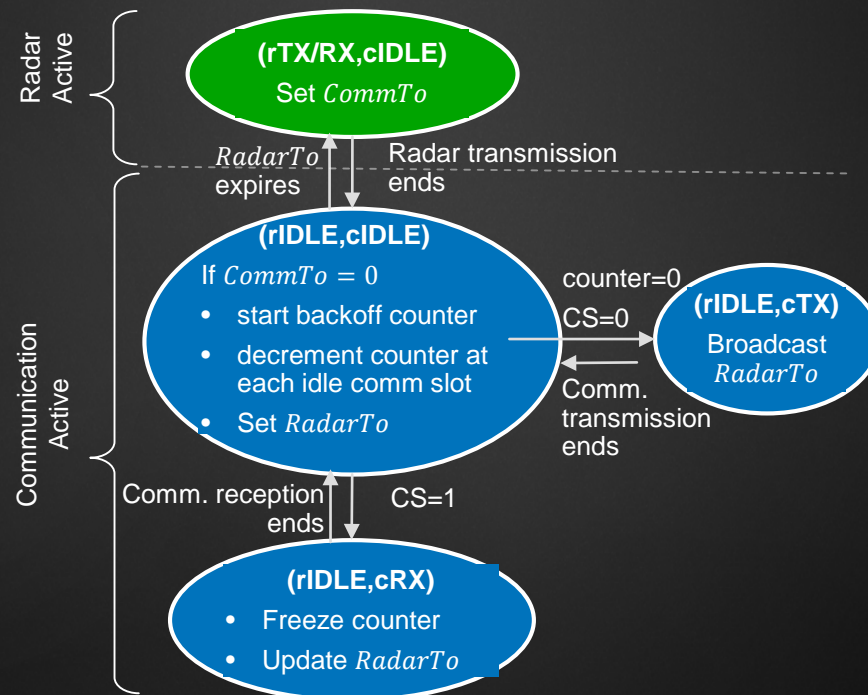 Radar
Active
(rTX/RX,cIDLE)
Set CommTo
RadarTo
expires
Radar transmission
ends
Communication
Active
(rIDLE,cIDLE)
If CommTo = 0
• start backoff counter
• decrement counter at
each idle comm slot
• Set RadarTo
counter=0
CS=0
Comm.
transmission
ends
(rIDLE,cTX)
Broadcast
RadarTo
Comm. reception
ends
CS=1
(rIDLE,cRX)
• Freeze counter
• Update RadarTo